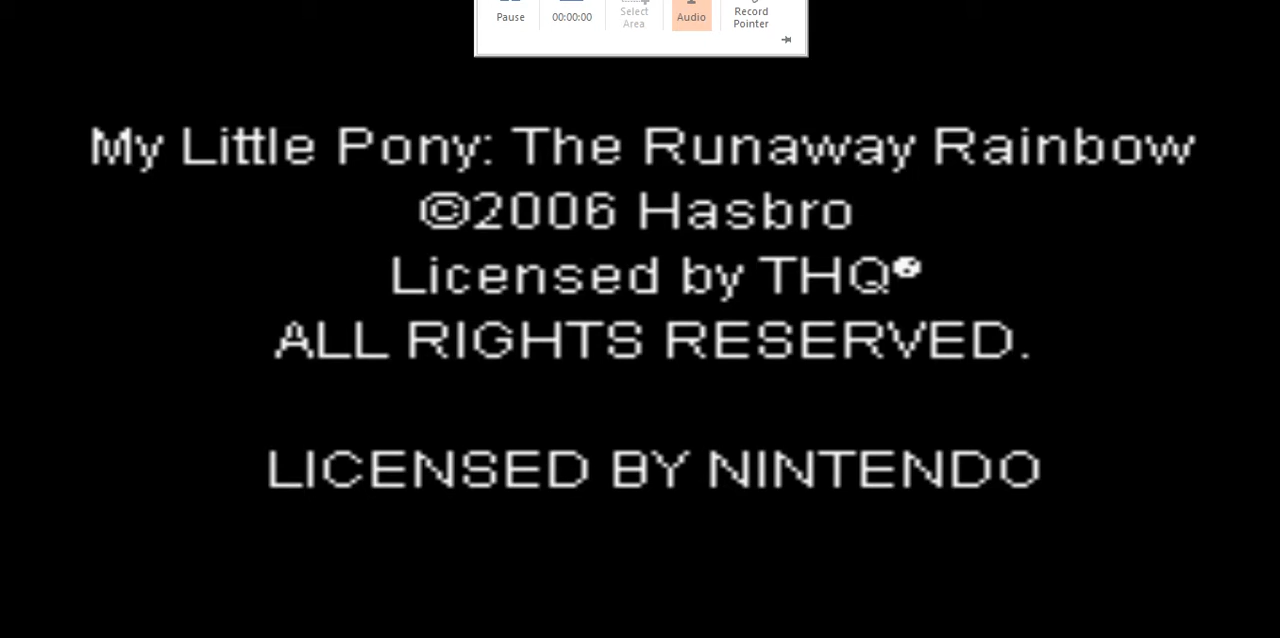 Pause
00:00:00
Select
Area
Audio
Record
Pointer
My Little Pony: The Runaway Rainbow
©2006 Hasbro
Licensed by THQ
ALL RIGHTS RESERVED.
LICENSED BY NINTENDO